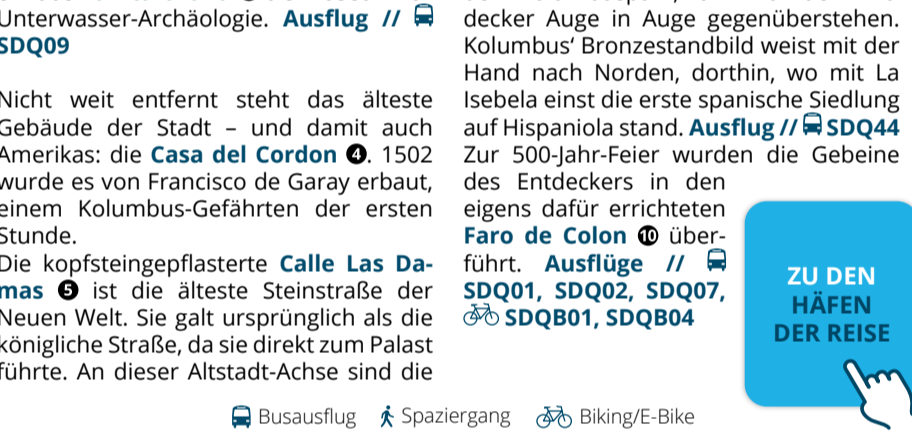 Unterwasser-Archäologie. Ausflug //
SDQ09
Nicht weit entfernt steht das älteste
Gebäude der Stadt – und damit auch
Amerikas: die Casa del Cordon 4. 1502
wurde es von Francisco de Garay erbaut,
einem Kolumbus-Gefährten der ersten
Stunde.
Die kopfsteingepflasterte Calle Las Da-
mas 5 ist die älteste Steinstraße der
Neuen Welt. Sie galt ursprünglich als die
königliche Straße, da sie direkt zum Palast
führte. An dieser Altstadt-Achse sind die
decker Auge in Auge gegenüberstehen.
Kolumbus‘ Bronzestandbild weist mit der
Hand nach Norden, dorthin, wo mit La
Isebela einst die erste spanische Siedlung
auf Hispaniola stand. Ausflug // SDQ44
Zur 500-Jahr-Feier wurden die Gebeine
des Entdeckers in den
eigens dafür errichteten
Faro de Colon 10 über-
führt. Ausflüge //
SDQ01, SDQ02, SDQ07,
SDQB01, SDQB04
ZU DEN
HÄFEN
DER REISE
Busausflug Spaziergang Biking/E-Bike